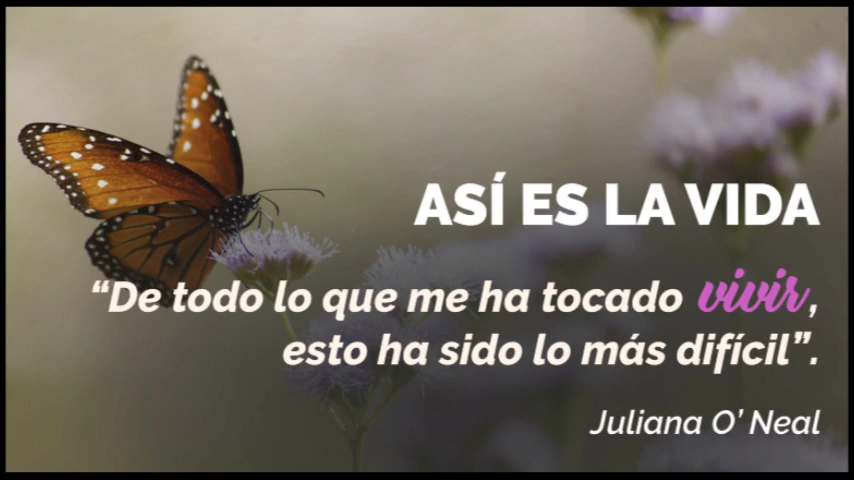 ASÍ ES LA VIDA
“De todo lo que me ha tocado vivir,
esto ha sido lo más difícil”.
Juliana O’ Neal